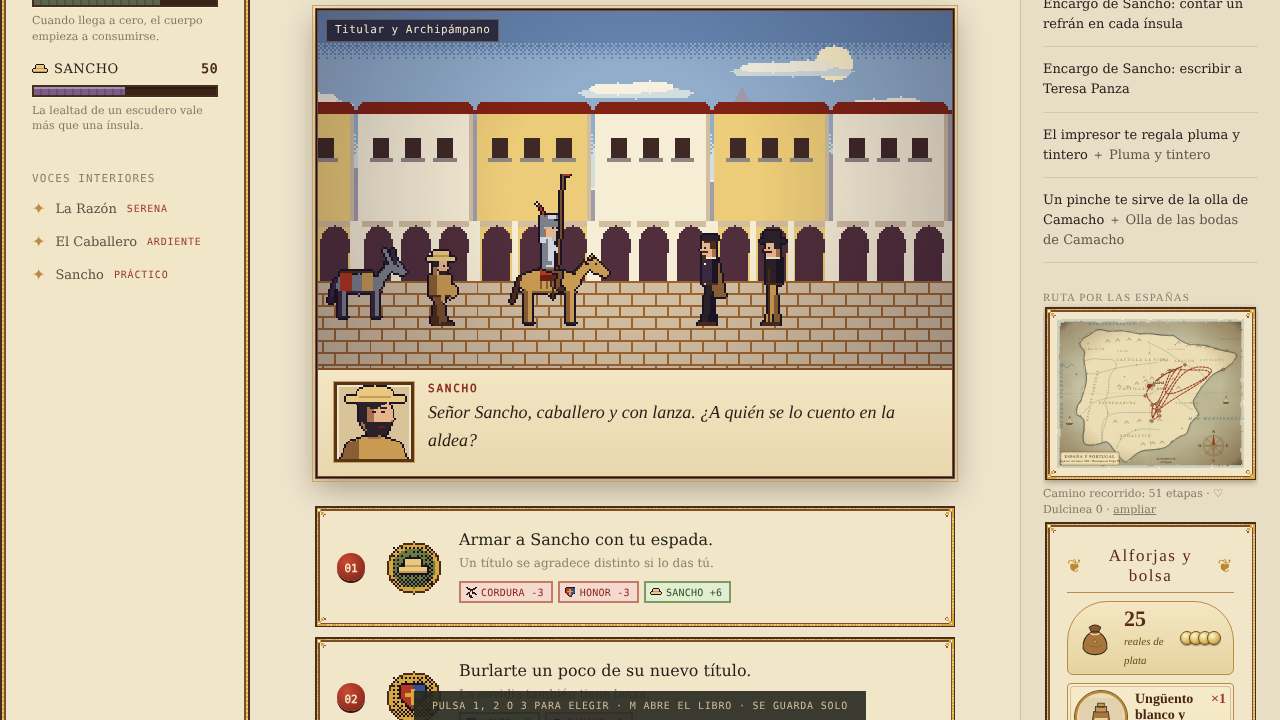 Cuando llega a cero, el cuerpo
empieza a consumirse.
SANCHO 50
La lealtad de un escudero vale
más que una ínsula.
VOCES INTERIORES
La Razón SERENA
El Caballero ARDIENTE
Sancho PRÁCTICO
Titular y Archipámpano
SANCHO
Señor Sancho, caballero y con lanza. ¿A quién se lo cuento en la
aldea?
01
Armar a Sancho con tu espada.
Un título se agradece distinto si lo das tú.
CORDURA -3 HONOR -3 SANCHO +6
02
Burlarte un poco de su nuevo título.
PULSA 1, 2 O 3 PARA ELEGIR · M ABRE EL LIBRO · SE GUARDA SOLO
Encargo de Sancho: contar un
refrán en cada ínsula
Encargo de Sancho: escribir a
Teresa Panza
El impresor te regala pluma y
tintero + Pluma y tintero
Un pinche te sirve de la olla de
Camacho + Olla de las bodas
de Camacho
RUTA POR LAS ESPAÑAS
ESPAÑA Y PORTUGAL
Camino recorrido: 51 etapas · ♡
Dulcinea 0 · ampliar
Alforjas y
bolsa
25
reales de
plata
Ungüento ×1
blanco y